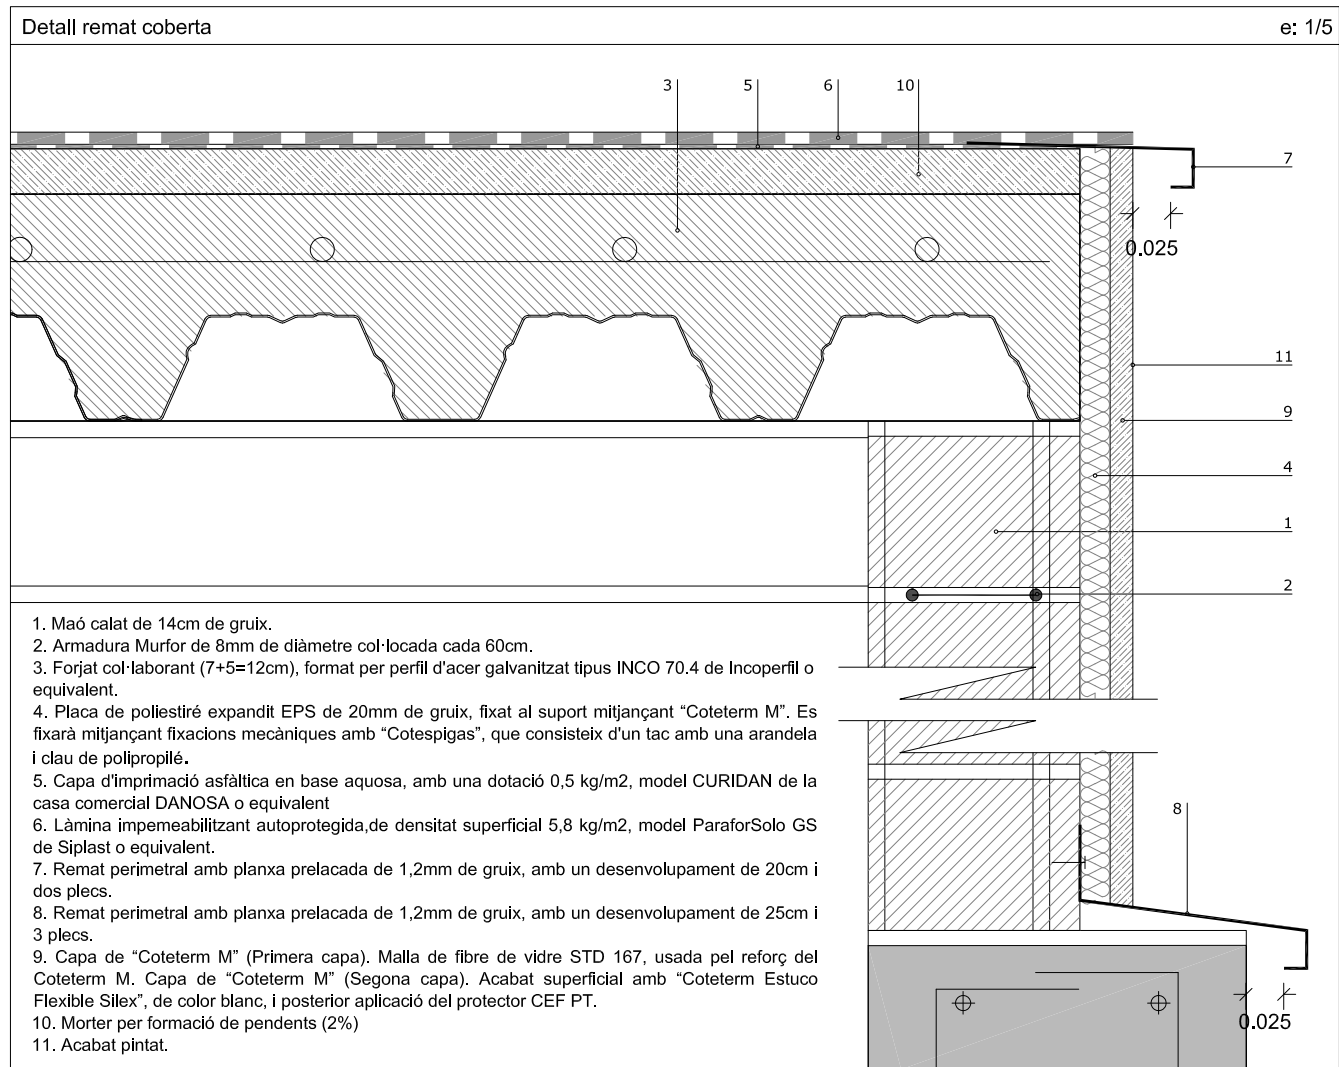 Detall remat coberta
e: 1/5
3
5
6
10
7
0.025
11
9
4
1
2
1. Maó calat de 14cm de gruix.
2. Armadura Murfor de 8mm de diàmetre col·locada cada 60cm.
3. Forjat col·laborant (7+5=12cm), format per perfil d'acer galvanitzat tipus INCO 70.4 de Incoperfil o
equivalent.
4. Placa de poliestiré expandit EPS de 20mm de gruix, fixat al suport mitjançant “Coteterm M”. Es
fixarà mitjançant fixacions mecàniques amb “Cotespigas”, que consisteix d'un tac amb una arandela
i clau de polipropilé.
5. Capa d'imprimació asfàltica en base aquosa, amb una dotació 0,5 kg/m2, model CURIDAN de la
casa comercial DANOSA o equivalent
6. Làmina impemeabilitzant autoprotegida,de densitat superficial 5,8 kg/m2, model ParaforSolo GS
de Siplast o equivalent.
7. Remat perimetral amb planxa prelacada de 1,2mm de gruix, amb un desenvolupament de 20cm i
dos plecs.
8. Remat perimetral amb planxa prelacada de 1,2mm de gruix, amb un desenvolupament de 25cm i
3 plecs.
9. Capa de “Coteterm M” (Primera capa). Malla de fibre de vidre STD 167, usada pel reforç del
Coteterm M. Capa de “Coteterm M” (Segona capa). Acabat superficial amb “Coteterm Estuco
Flexible Silex”, de color blanc, i posterior aplicació del protector CEF PT.
10. Morter per formació de pendents (2%)
11. Acabat pintat.
8
0.025